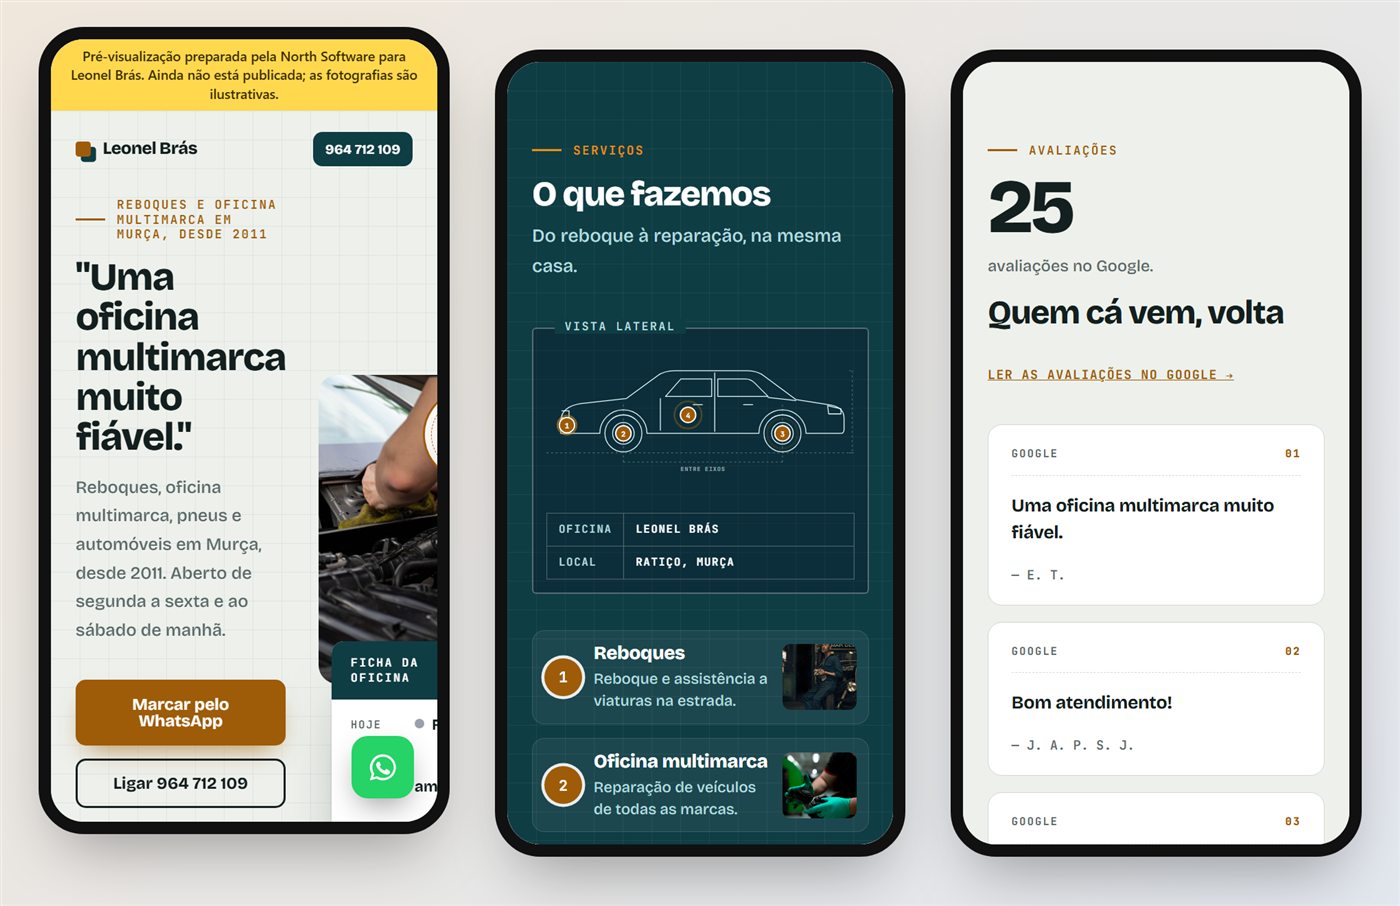 Pré-visualização preparada pela North Software para
Leonel Brás. Ainda não está publicada; as fotografias são
ilustrativas.
Leonel Brás
964 712 109
REBOQUES E OFICINA
MULTIMARCA EM
MURÇA, DESDE 2011
"Uma
oficina
multimarca
muito
fiável."
Reboques, oficina
multimarca, pneus e
automóveis em Murça,
desde 2011. Aberto de
segunda a sexta e ao
sábado de manhã.
Marcar pelo
WhatsApp
Ligar 964 712 109
FICHA DA
OFICINA
HOJE
SERVIÇOS
O que fazemos
Do reboque à reparação, na mesma
casa.
VISTA LATERAL
1
2
4
3
ENTRE EIXOS
OFICINA LEONEL BRÁS
LOCAL RATIÇO, MURÇA
1
Reboques
Reboque e assistência a
viaturas na estrada.
2
Oficina multimarca
Reparação de veículos
de todas as marcas.
AVALIAÇÕES
25
avaliações no Google.
Quem cá vem, volta
LER AS AVALIAÇÕES NO GOOGLE →
GOOGLE 01
Uma oficina multimarca muito
fiável.
— E. T.
GOOGLE 02
Bom atendimento!
— J. A. P. S. J.
GOOGLE 03